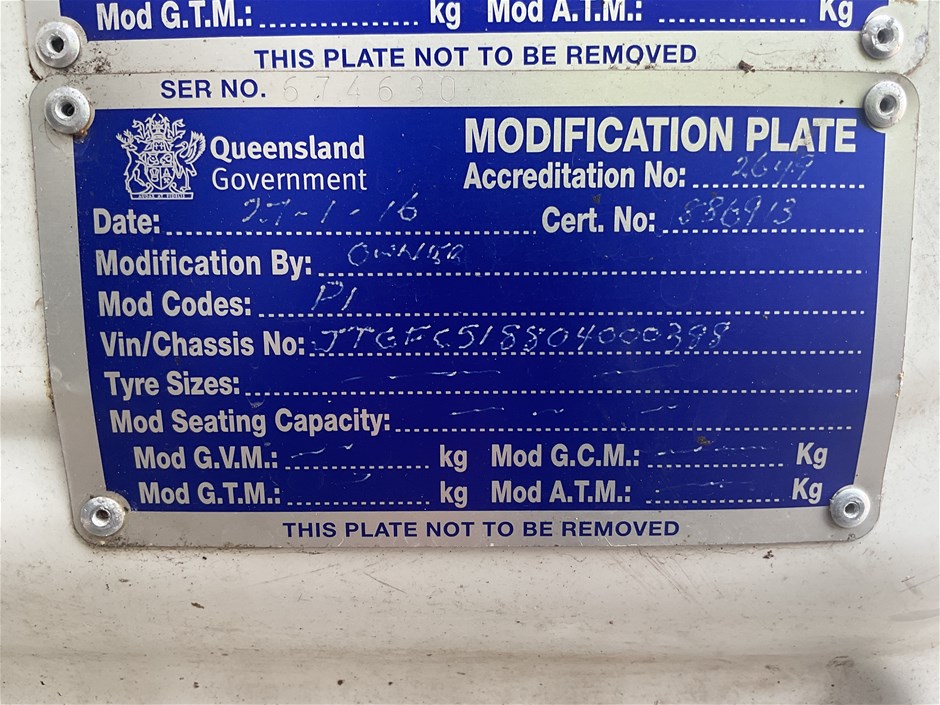 Mod G.T.M.: kg Mod A.T.M.: Kg
THIS PLATE NOT TO BE REMOVED
SER NO. 674630
Queensland Government
MODIFICATION PLATE
Accreditation No: 2649
Date: 27-1-16 Cert. No: 886913
Modification By: OWNER
Mod Codes: P1
Vin/Chassis No:
Tyre Sizes: —
Mod Seating Capacity: — - —
Mod G.V.M.: — kg Mod G.C.M.: — Kg
Mod G.T.M.: — kg Mod A.T.M.: — Kg
THIS PLATE NOT TO BE REMOVED